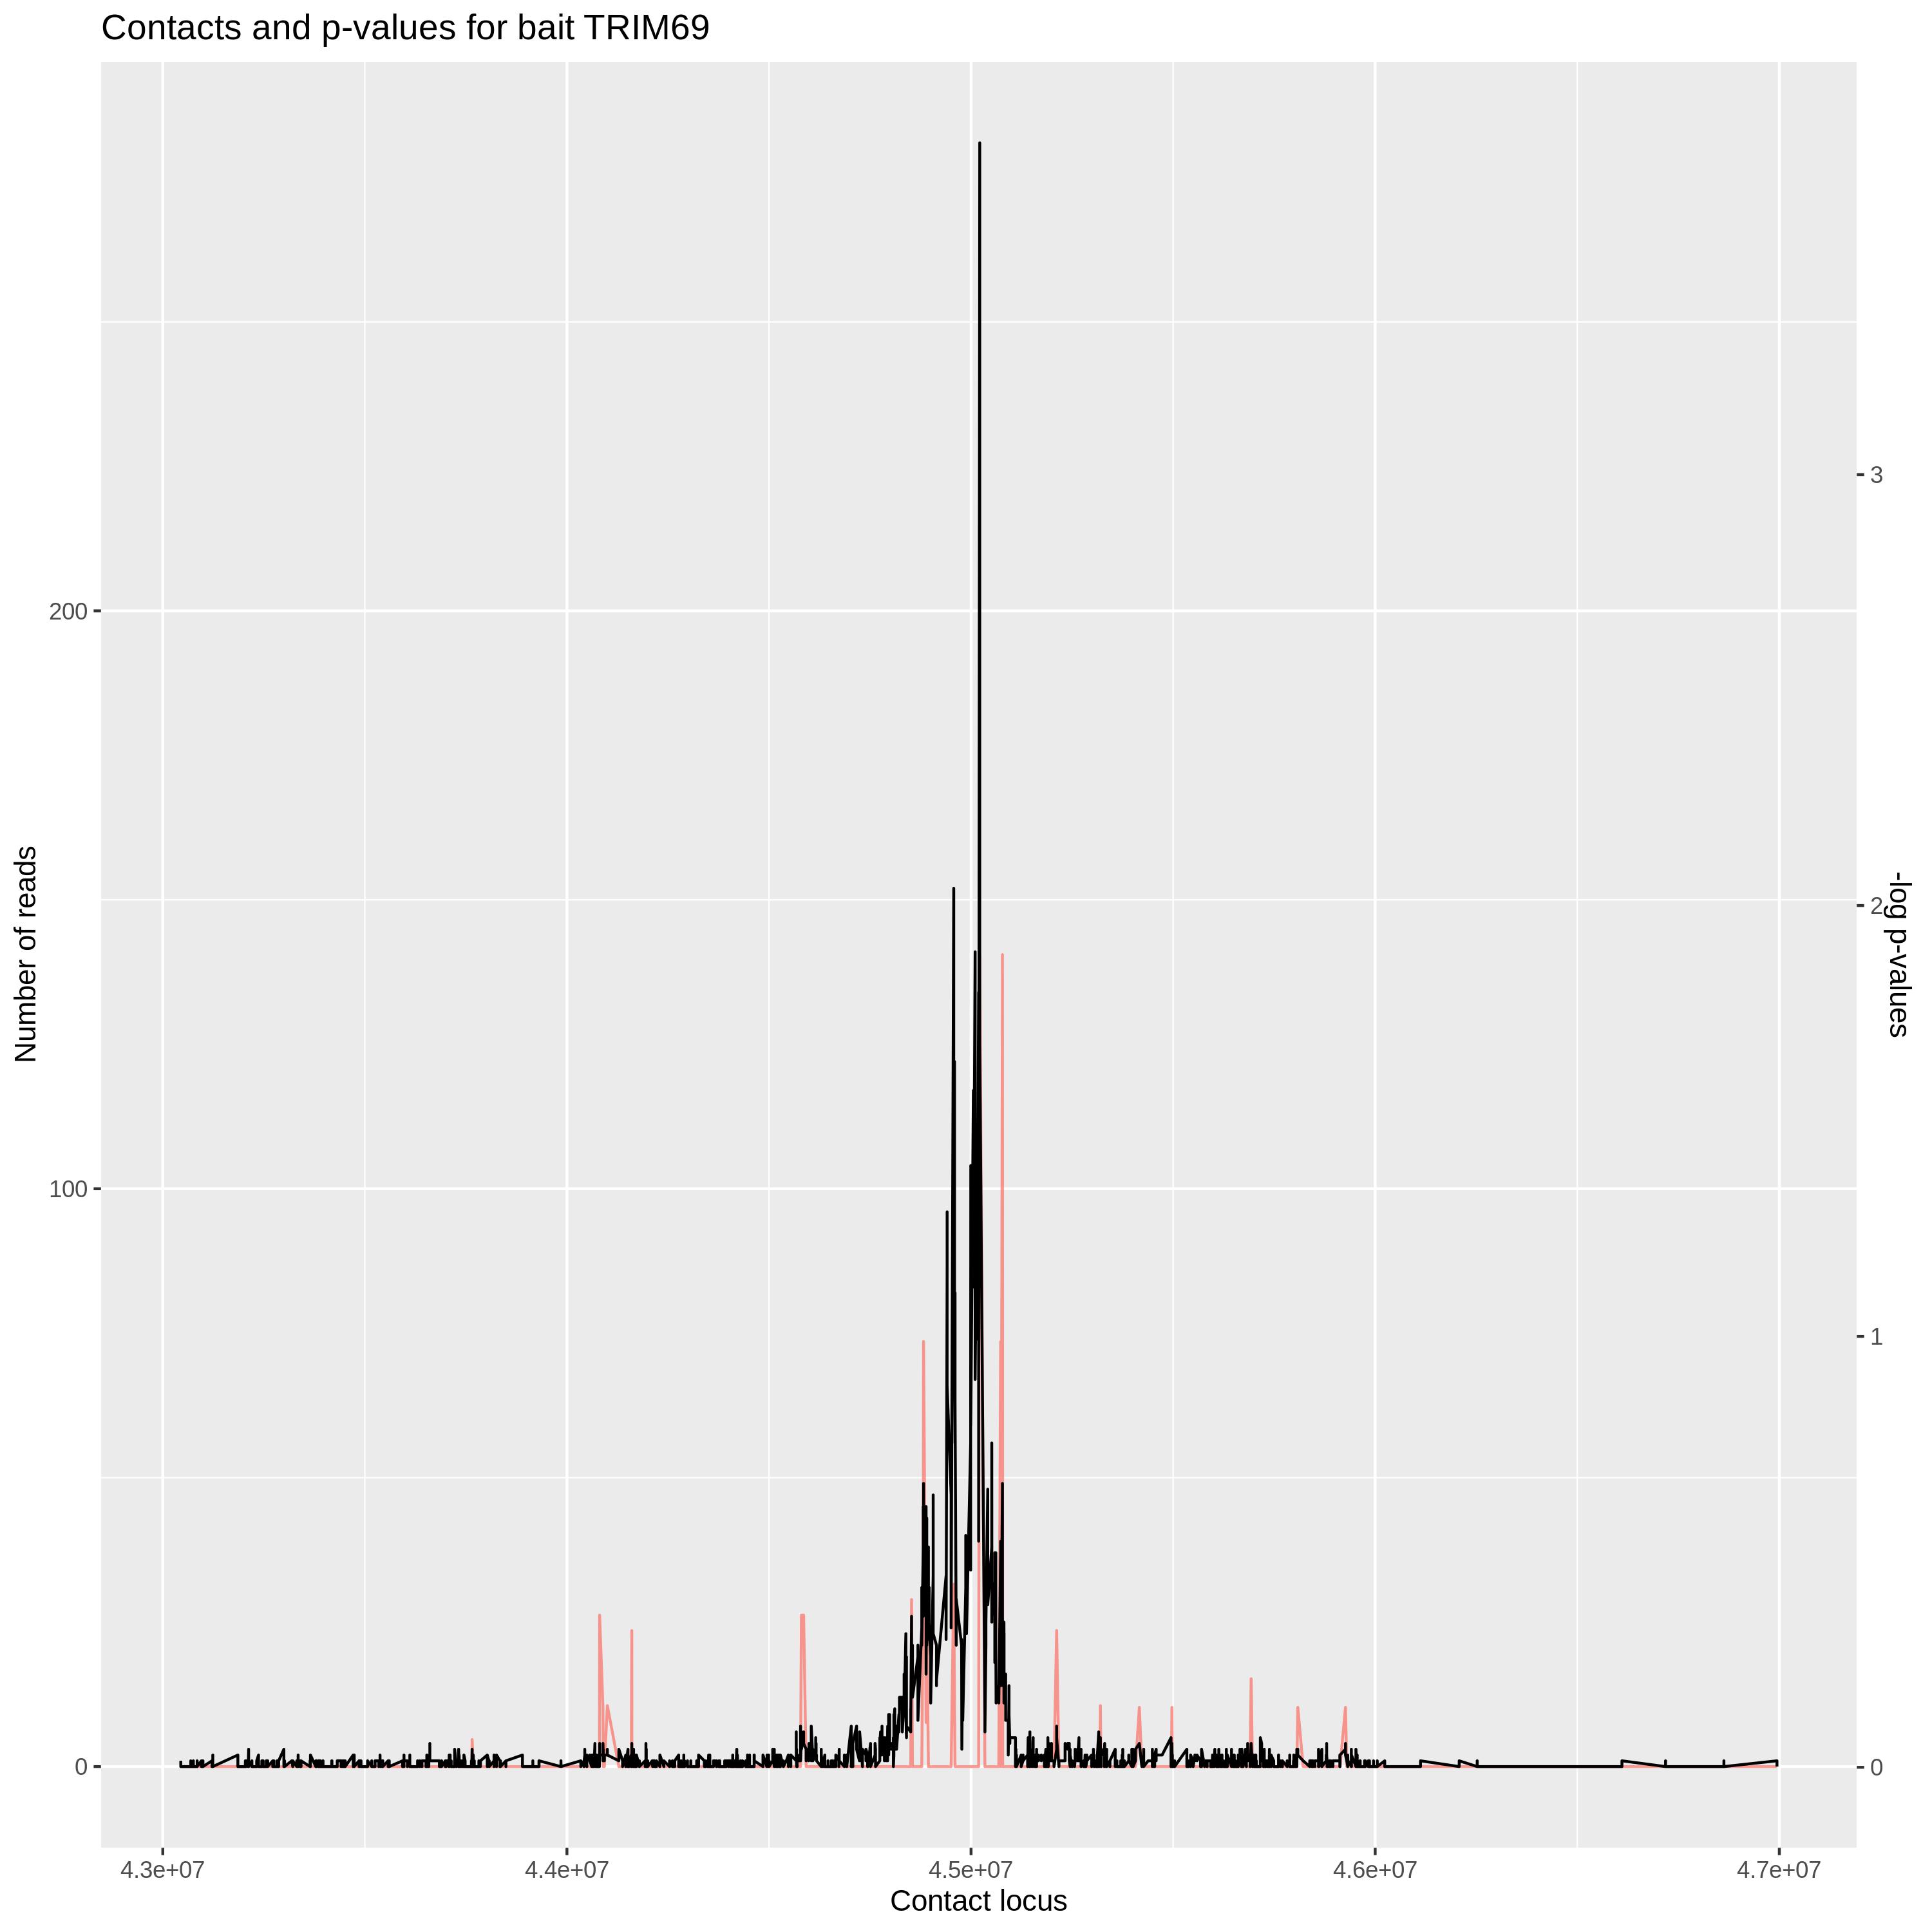 Contacts and p-values for bait TRIM69
Number of reads
200
100
0
3
2
1
0
-log p-values
4.3e+07
4.4e+07
4.5e+07
4.6e+07
4.7e+07
Contact locus